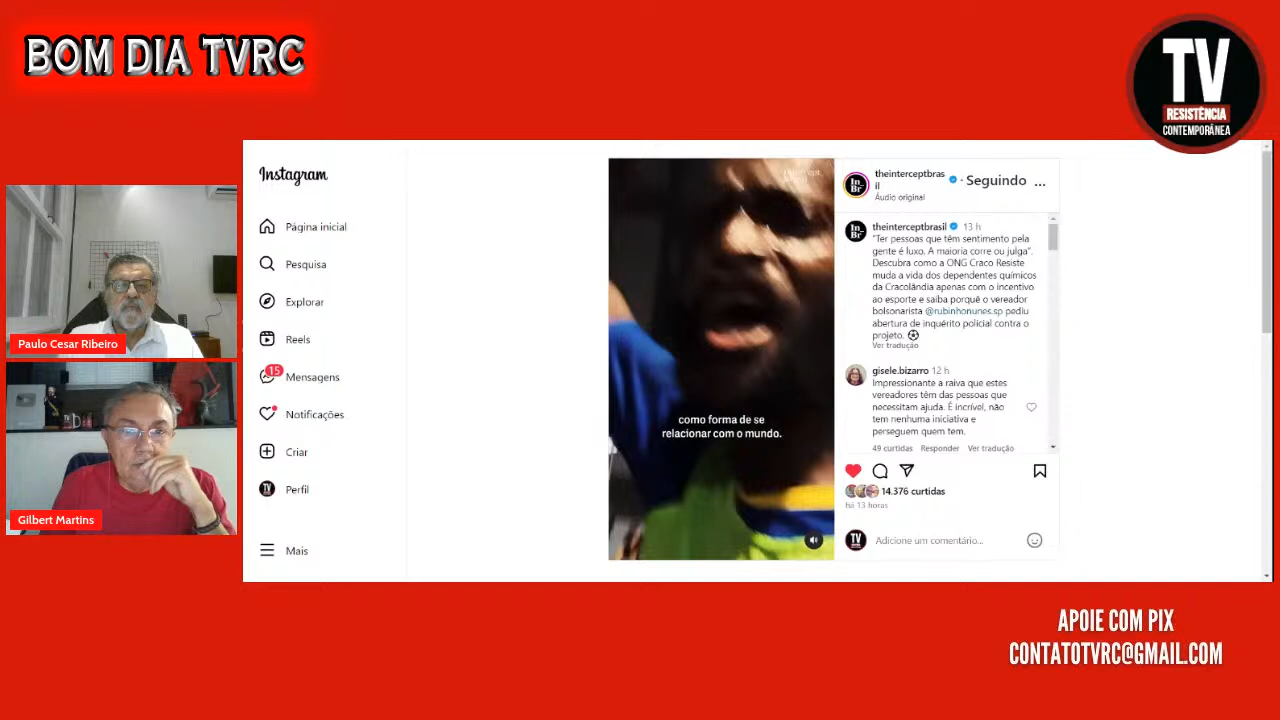 BOM DIA TVRC
TV
RESISTÊNCIA
CONTEMPORÂNEA
Paulo Cesar Ribeiro
Gilbert Martins
Instagram
Página inicial
Pesquisa
Explorar
Reels
15
Mensagens
Notificações
Criar
Perfil
Mais
como forma de se
relacionar com o mundo.
In_
Br
theinterceptbras
il
· Seguindo ...
Áudio original
In_
Br
theinterceptbrasil 13 h
"Ter pessoas que têm sentimento pela
gente é luxo. A maioria corre ou julga".
Descubra como a ONG Craco Resiste
muda a vida dos dependentes químicos
da Cracolândia apenas com o incentivo
ao esporte e saiba porquê o vereador
bolsonarista @rubinhonunes.sp pediu
abertura de inquérito policial contra o
projeto. ⚽
Ver tradução
gisele.bizarro 12 h
Impressionante a raiva que estes
vereadores têm das pessoas que
necessitam ajuda. É incrível, não
tem nenhuma iniciativa e
perseguem quem tem.
49 curtidas Responder Ver tradução
14.376 curtidas
há 13 horas
TV
Adicione um comentário...
APOIE COM PIX
CONTATOTVRC@GMAIL.COM